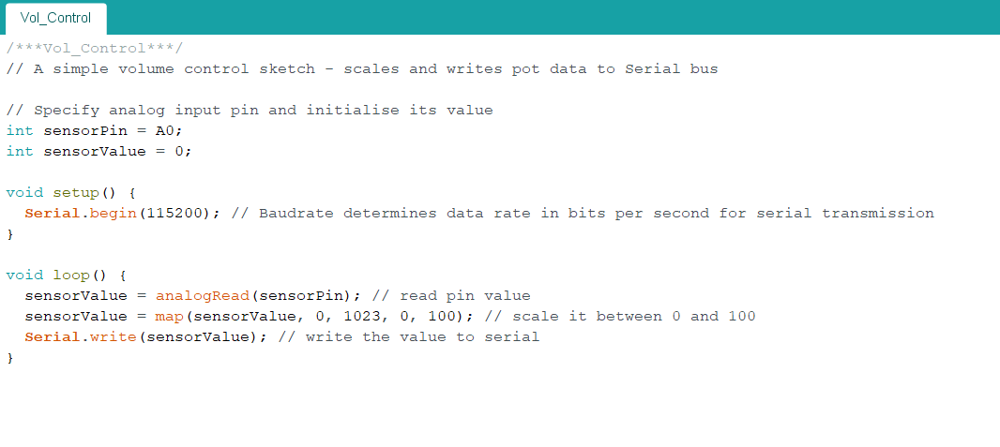 Vol_Control
/***Vol_Control***/
// A simple volume control sketch - scales and writes pot data to Serial bus
// Specify analog input pin and initialise its value
int sensorPin = A0;
int sensorValue = 0;
void setup() {
  Serial.begin(115200); // Baudrate determines data rate in bits per second for serial transmission
}
void loop() {
  sensorValue = analogRead(sensorPin); // read pin value
  sensorValue = map(sensorValue, 0, 1023, 0, 100); // scale it between 0 and 100
  Serial.write(sensorValue); // write the value to serial
}